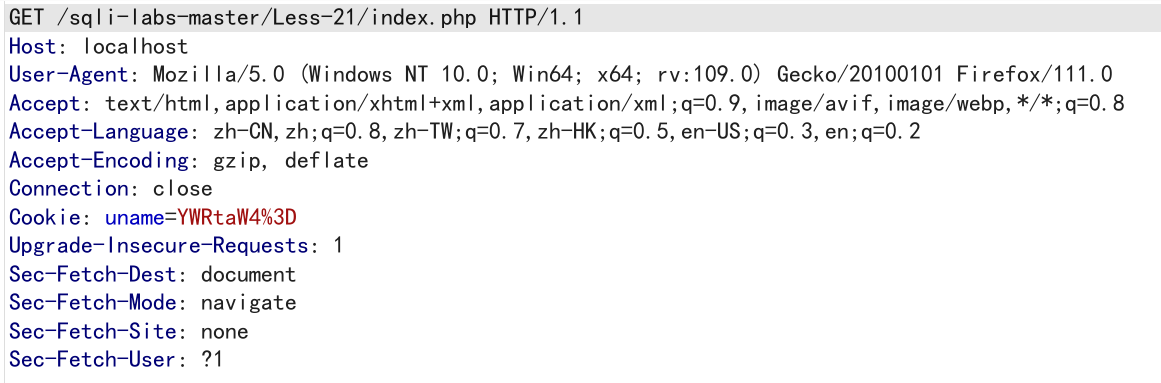 GET /sqli-labs-master/Less-21/index.php HTTP/1.1
Host: localhost
User-Agent: Mozilla/5.0 (Windows NT 10.0; Win64; x64; rv:109.0) Gecko/20100101 Firefox/111.0
Accept: text/html,application/xhtml+xml,application/xml;q=0.9,image/avif,image/webp,*/*;q=0.8
Accept-Language: zh-CN,zh;q=0.8,zh-TW;q=0.7,zh-HK;q=0.5,en-US;q=0.3,en;q=0.2
Accept-Encoding: gzip, deflate
Connection: close
Cookie: uname=YWRtaW4%3D
Upgrade-Insecure-Requests: 1
Sec-Fetch-Dest: document
Sec-Fetch-Mode: navigate
Sec-Fetch-Site: none
Sec-Fetch-User: ?1